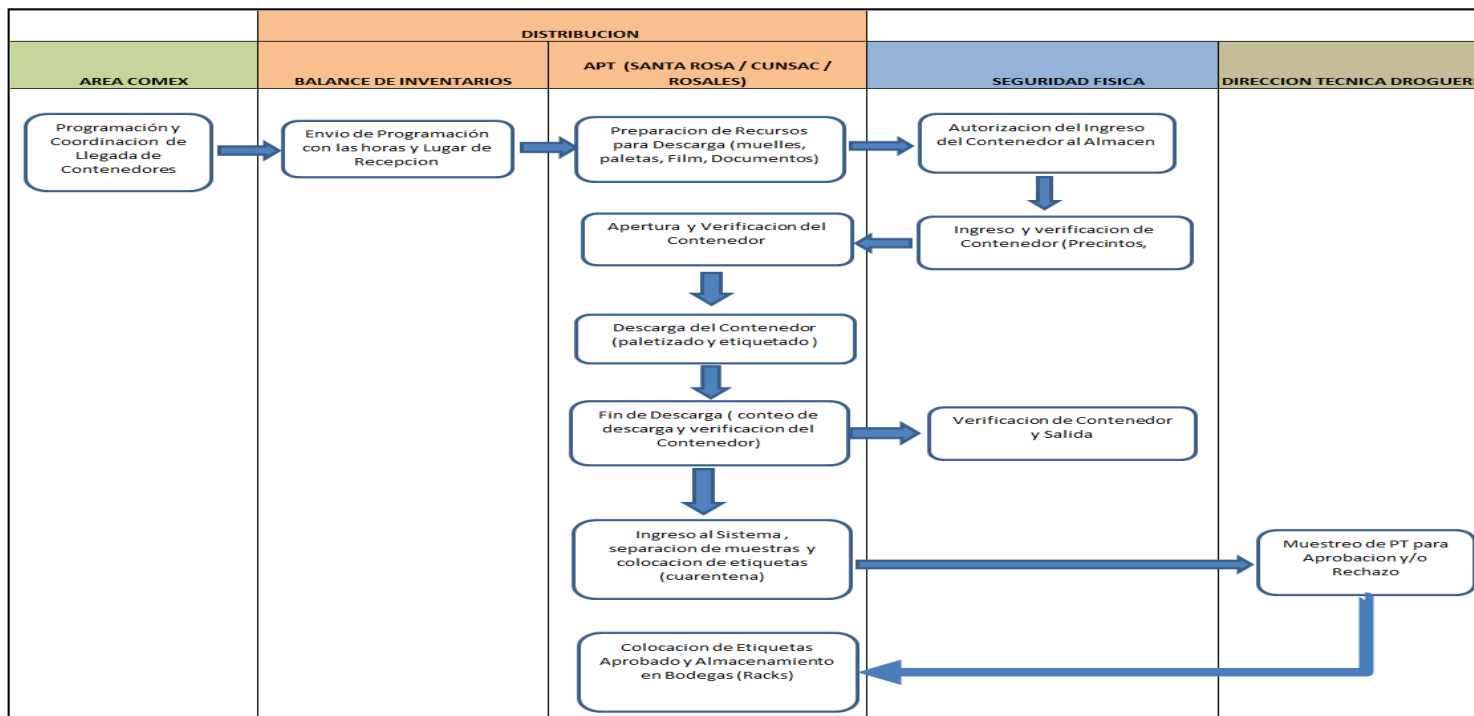 DISTRIBUCION
AREA COMEX
BALANCE DE INVENTARIOS
APT (SANTA ROSA / CUNSAC /
ROSALES)
SEGURIDAD FISICA
DIRECCION TECNICA DROGUER
Programación y
Coordinacion de
Llegada de
Contenedores
Envio de Programación
con las horas y Lugar de
Recepcion
Preparacion de Recursos
para Descarga (muelles,
paletas, Film, Documentos)
Autorizacion del Ingreso
del Contenedor al Almacen
Apertura y Verificacion del
Contenedor
Ingreso y verificacion de
Contenedor (Precintos,
Descarga del Contenedor
(paletizado y etiquetado )
Fin de Descarga ( conteo de
descarga y verificacion del
Contenedor)
Verificacion de Contenedor
y Salida
Ingreso al Sistema ,
separacion de muestras y
colocacion de etiquetas
(cuarentena)
Muestreo de PT para
Aprobacion y/o
Rechazo
Colocacion de Etiquetas
Aprobado y Almacenamiento
en Bodegas (Racks)